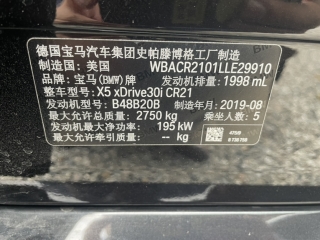 德国宝马汽车集团史帕滕博格工厂制造
制造国：美国 WBACR2101LLE29910
品牌：宝马(BMW)牌 发动机排量：1998 mL
整车型号：X5 xDrive30i CR21
发动机型号：B48B20B 制造年月：2019-08
最大允许总质量：2750 kg 乘坐人数：5
发动机最大净功率：195 kW
最大允许牵引质量：-- kg